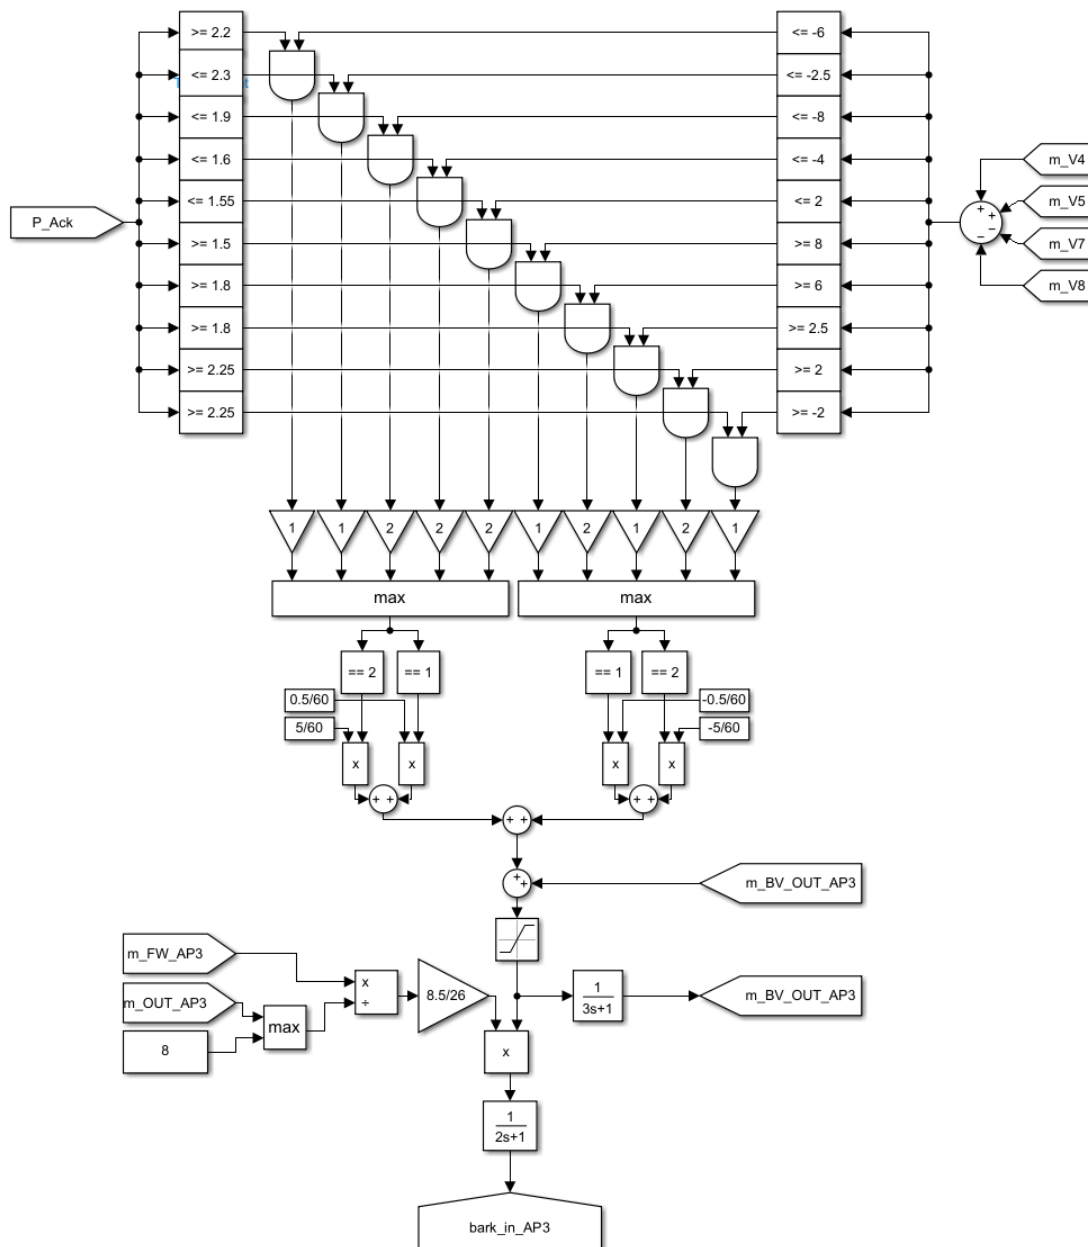 >= 2.2 <= -6
<= 2.3 <= -2.5
<= 1.9 <= -8
<= 1.6 <= -4 m_V4
<= 1.55 <= 2 m_V5
P_Ack + + − −
>= 1.5 >= 8 m_V7
>= 1.8 >= 6 m_V8
>= 1.8 >= 2.5
>= 2.25 >= 2
>= 2.25 >= -2
1 1 2 2 2 1 2 1 2 1
max max
== 2 == 1 == 1 == 2
0.5/60 -0.5/60
5/60 -5/60
x x x x
+ + + +
+ +
+ + m_BV_OUT_AP3
m_FW_AP3
x
÷ 8.5/26 1 m_BV_OUT_AP3
m_OUT_AP3 3s+1
max
8 x
1
2s+1
bark_in_AP3